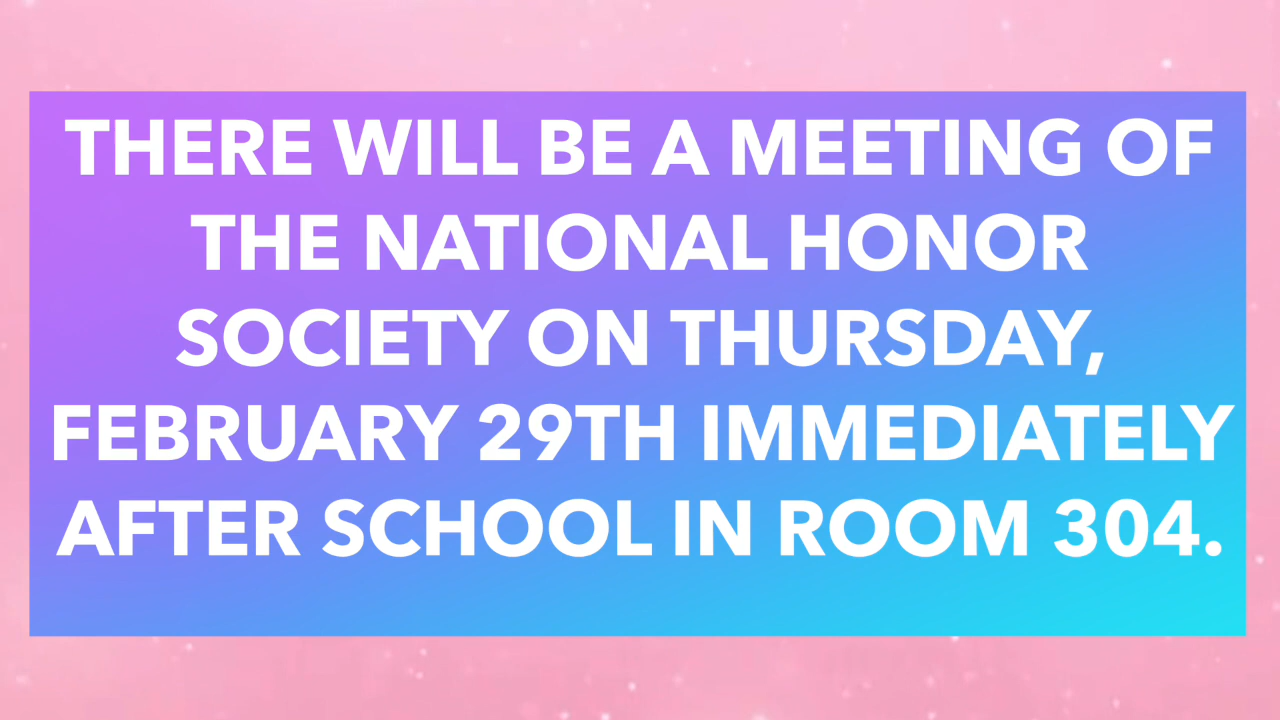 THERE WILL BE A MEETING OF
THE NATIONAL HONOR
SOCIETY ON THURSDAY,
FEBRUARY 29TH IMMEDIATELY
AFTER SCHOOL IN ROOM 304.